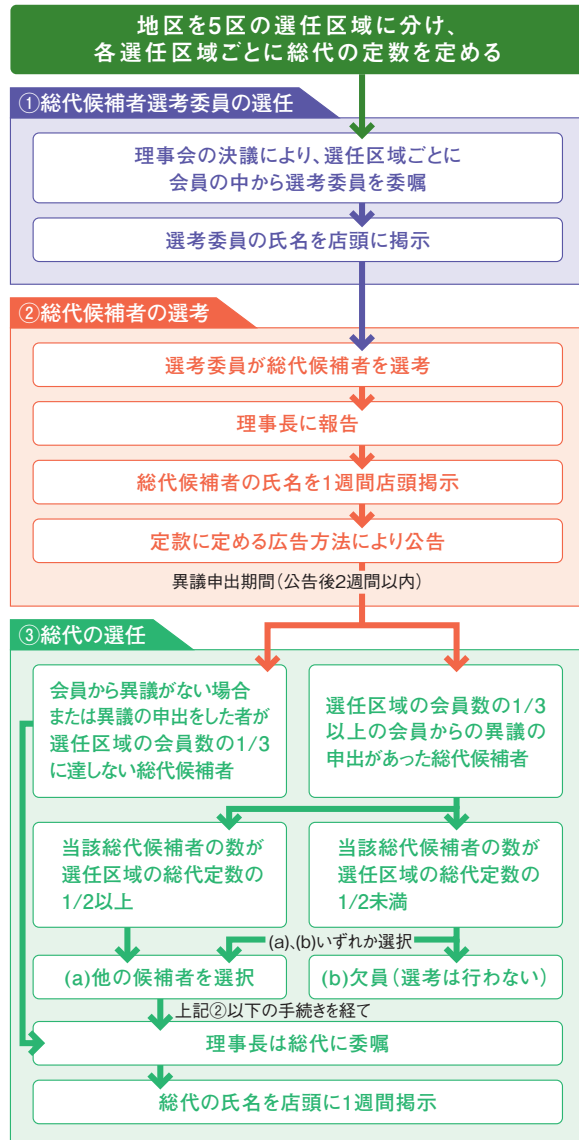 地区を5区の選任区域に分け、
各選任区域ごとに総代の定数を定める
①総代候補者選考委員の選任
理事会の決議により、選任区域ごとに
会員の中から選考委員を委嘱
選考委員の氏名を店頭に掲示
②総代候補者の選考
選考委員が総代候補者を選考
理事長に報告
総代候補者の氏名を1週間店頭掲示
定款に定める広告方法により公告
異議申出期間(公告後2週間以内)
③総代の選任
会員から異議がない場合
または異議の申出をした者が
選任区域の会員数の1/3
に達しない総代候補者
選任区域の会員数の1/3
以上の会員からの異議の
申出があった総代候補者
当該総代候補者の数が
選任区域の総代定数の
1/2以上
当該総代候補者の数が
選任区域の総代定数の
1/2未満
(a)、(b)いずれか選択
(a)他の候補者を選択
(b)欠員(選考は行わない)
上記②以下の手続きを経て
理事長は総代に委嘱
総代の氏名を店頭に1週間掲示